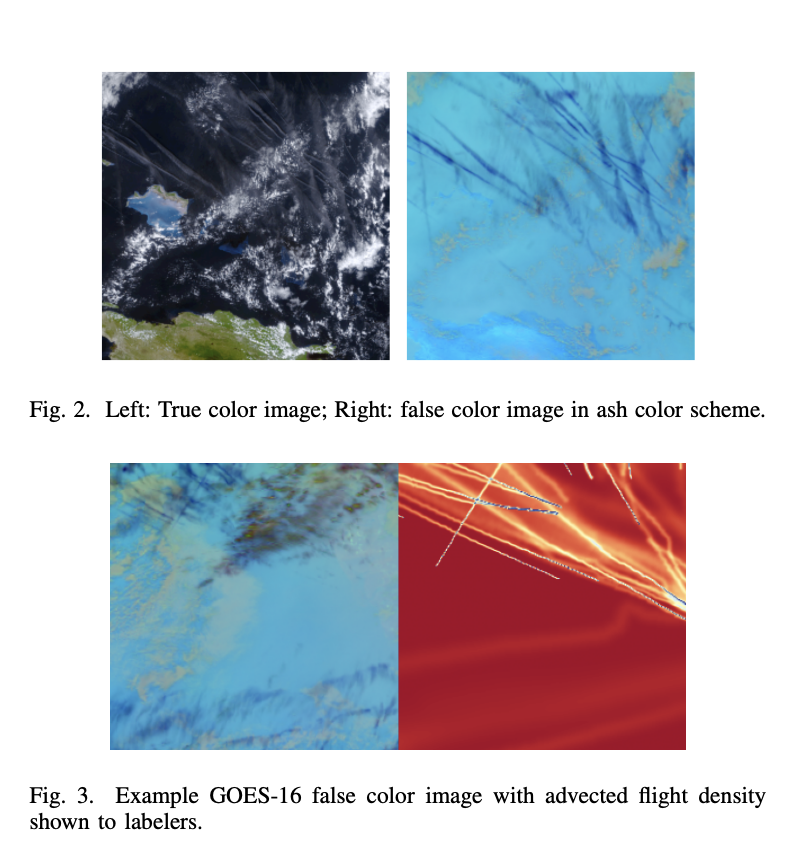 Fig. 2. Left: True color image; Right: false color image in ash color scheme.
Fig. 3. Example GOES-16 false color image with advected flight density
shown to labelers.